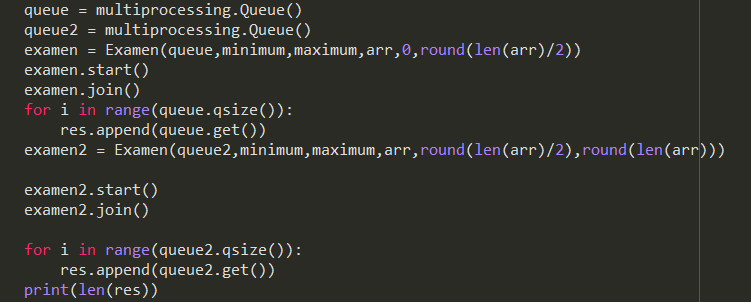 queue = multiprocessing.Queue()
queue2 = multiprocessing.Queue()
examen = Examen(queue,minimum,maximum,arr,0,round(len(arr)/2))
examen.start()
examen.join()
for i in range(queue.qsize()):
    res.append(queue.get())
examen2 = Examen(queue2,minimum,maximum,arr,round(len(arr)/2),round(len(arr)))
examen2.start()
examen2.join()
for i in range(queue2.qsize()):
    res.append(queue2.get())
print(len(res))